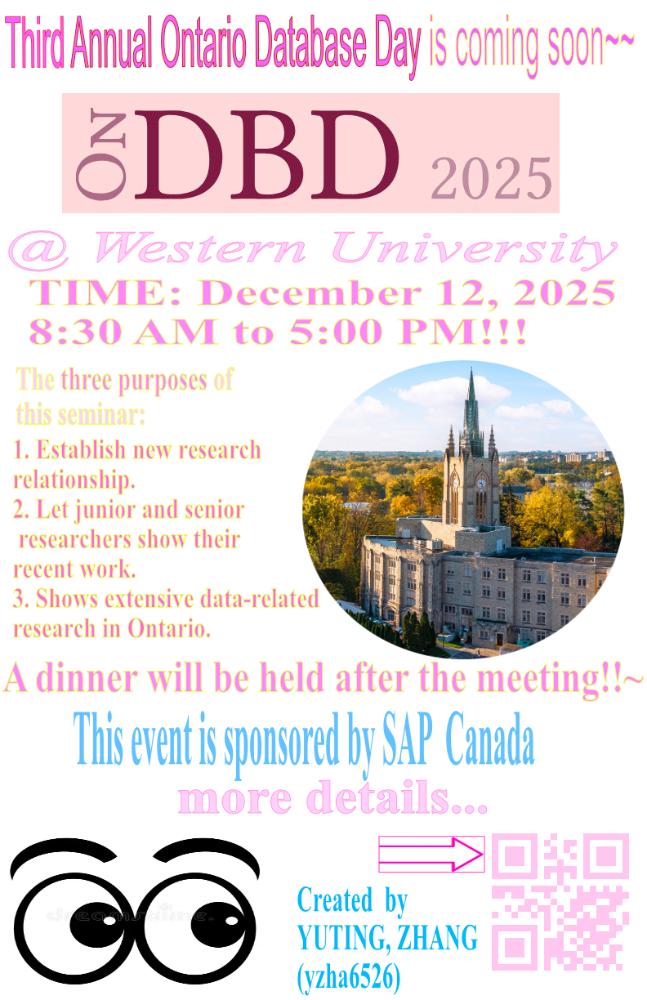 Third Annual Ontario Database Day is coming soon~~
ON DBD 2025
@ Western University
TIME: December 12, 2025
8:30 AM to 5:00 PM!!!
The three purposes of
this seminar:
1. Establish new research
relationship.
2. Let junior and senior
researchers show their
recent work.
3. Shows extensive data-related
research in Ontario.
A dinner will be held after the meeting!!~
This event is sponsored by SAP Canada
more details...
dreamstime.
Created by
YUTING, ZHANG
(yzha6526)